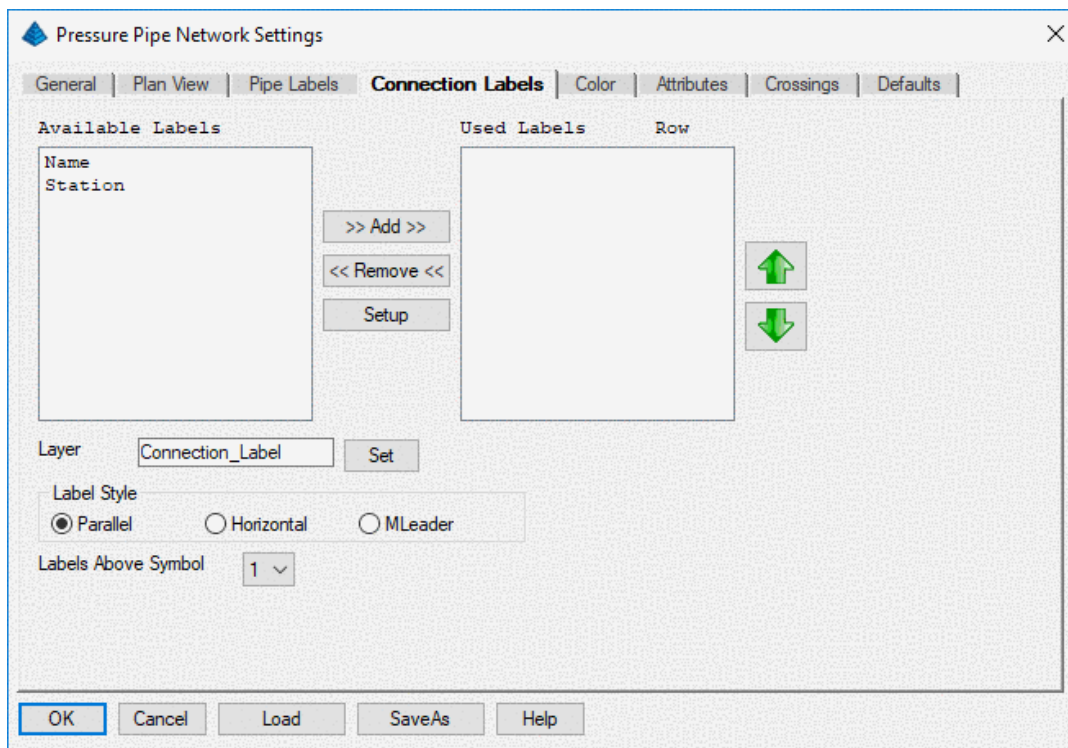 Pressure Pipe Network Settings
General Plan View Pipe Labels Connection Labels Color Attributes Crossings Defaults
Available Labels Used Labels Row
Name
Station
>> Add >>
<< Remove <<
Setup
Layer Connection_Label Set
Label Style
Parallel Horizontal MLeader
Labels Above Symbol 1
OK Cancel Load SaveAs Help